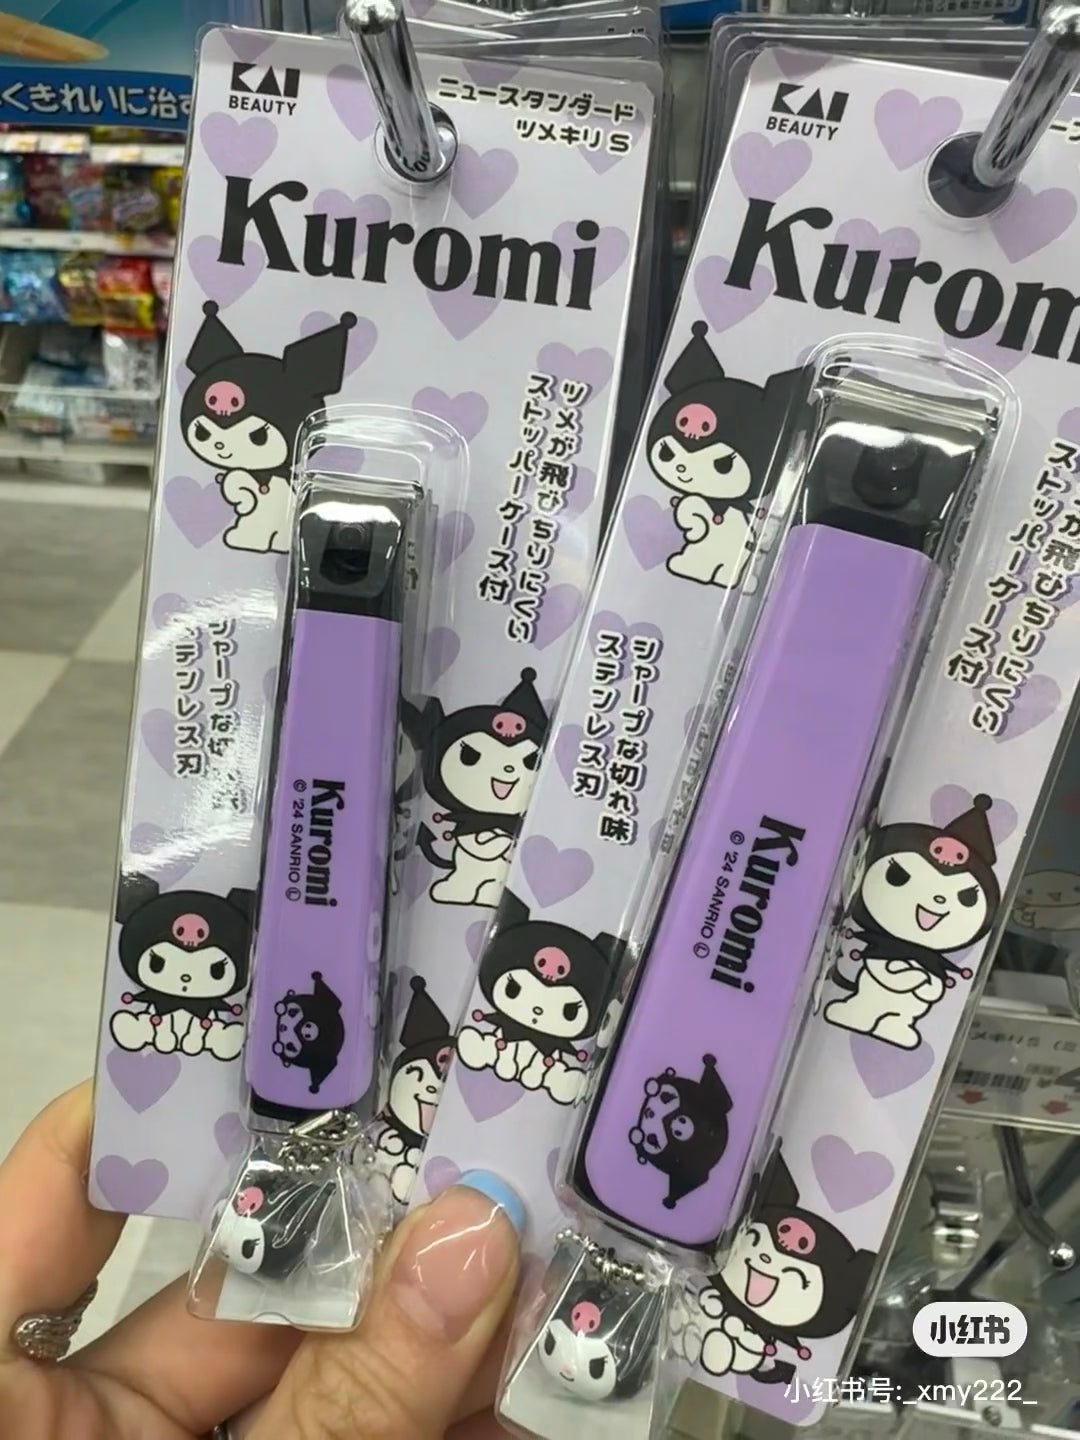 くきれいに治す
KAI
BEAUTY
ニュースタンダード
ツメキリ S
Kuromi
ツメが飛びちりにくい
ストッパーケース付
シャープな切
ステンレス刃
Kuromi
© '24 SANRIO Ⓛ
KAI
BEAUTY
Kurom
が飛びちりにくい
ストッパーケース付
シャープな切れ味
ステンレス刃
Kuromi
© '24 SANRIO Ⓛ
小红书
小红书号:_xmy222_